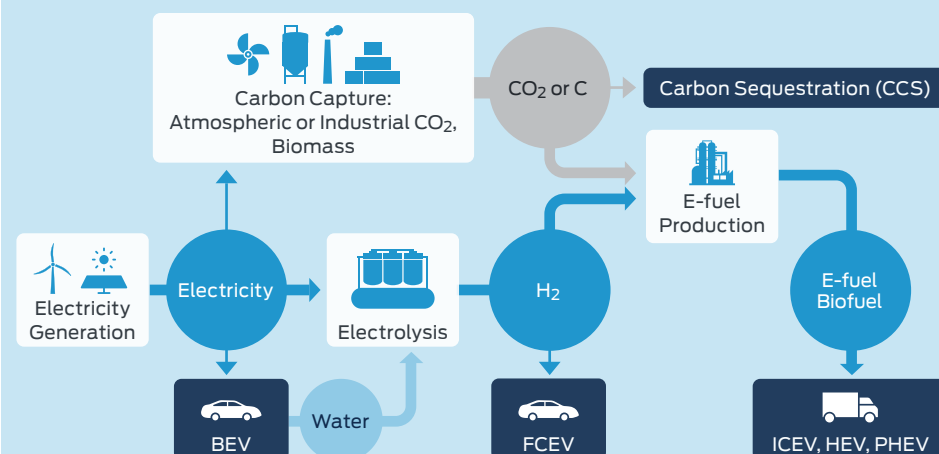 Carbon Capture:
Atmospheric or Industrial CO₂,
Biomass
CO₂ or C
Carbon Sequestration (CCS)
E-fuel
Production
Electricity
Generation
Electricity
Electrolysis
H₂
E-fuel
Biofuel
BEV
Water
FCEV
ICEV, HEV, PHEV